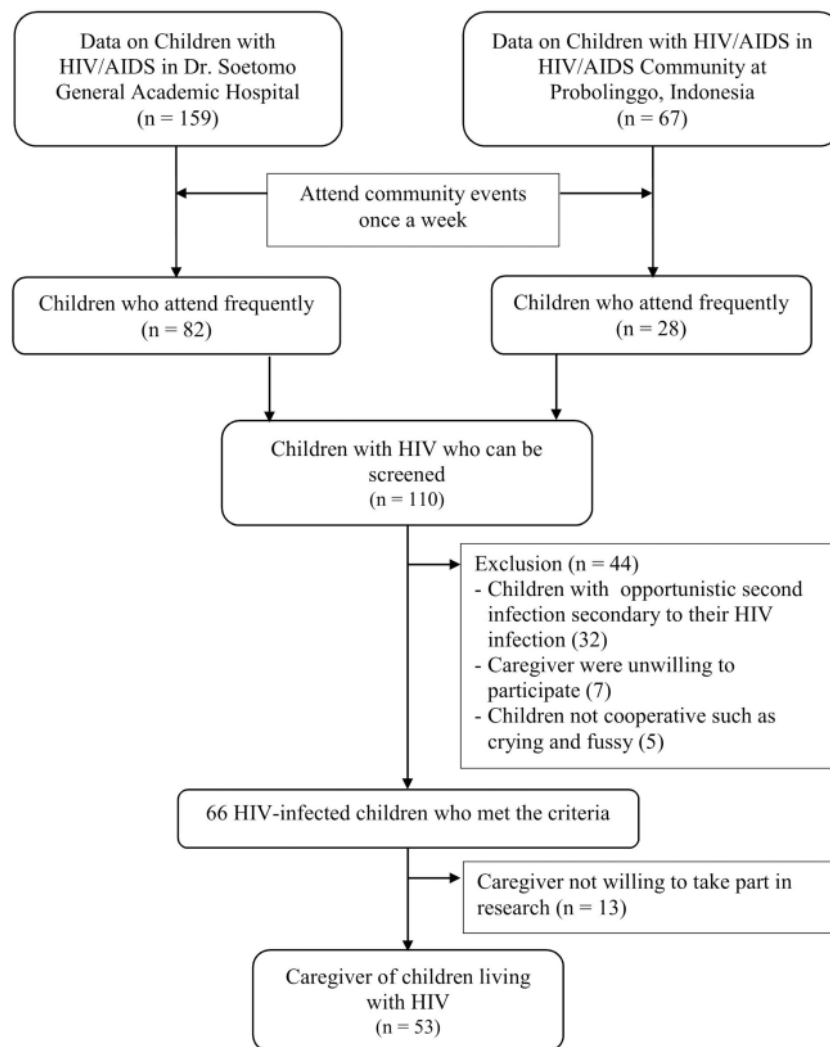 Data on Children with
HIV/AIDS in Dr. Soetomo
General Academic Hospital
(n = 159)
Data on Children with HIV/AIDS in
HIV/AIDS Community at
Probolinggo, Indonesia
(n = 67)
Attend community events
once a week
Children who attend frequently
(n = 82)
Children who attend frequently
(n = 28)
Children with HIV who can be
screened
(n = 110)
Exclusion (n = 44)
- Children with opportunistic second
infection secondary to their HIV
infection (32)
- Caregiver were unwilling to
participate (7)
- Children not cooperative such as
crying and fussy (5)
66 HIV-infected children who met the criteria
Caregiver not willing to take part in
research (n = 13)
Caregiver of children living
with HIV
(n = 53)